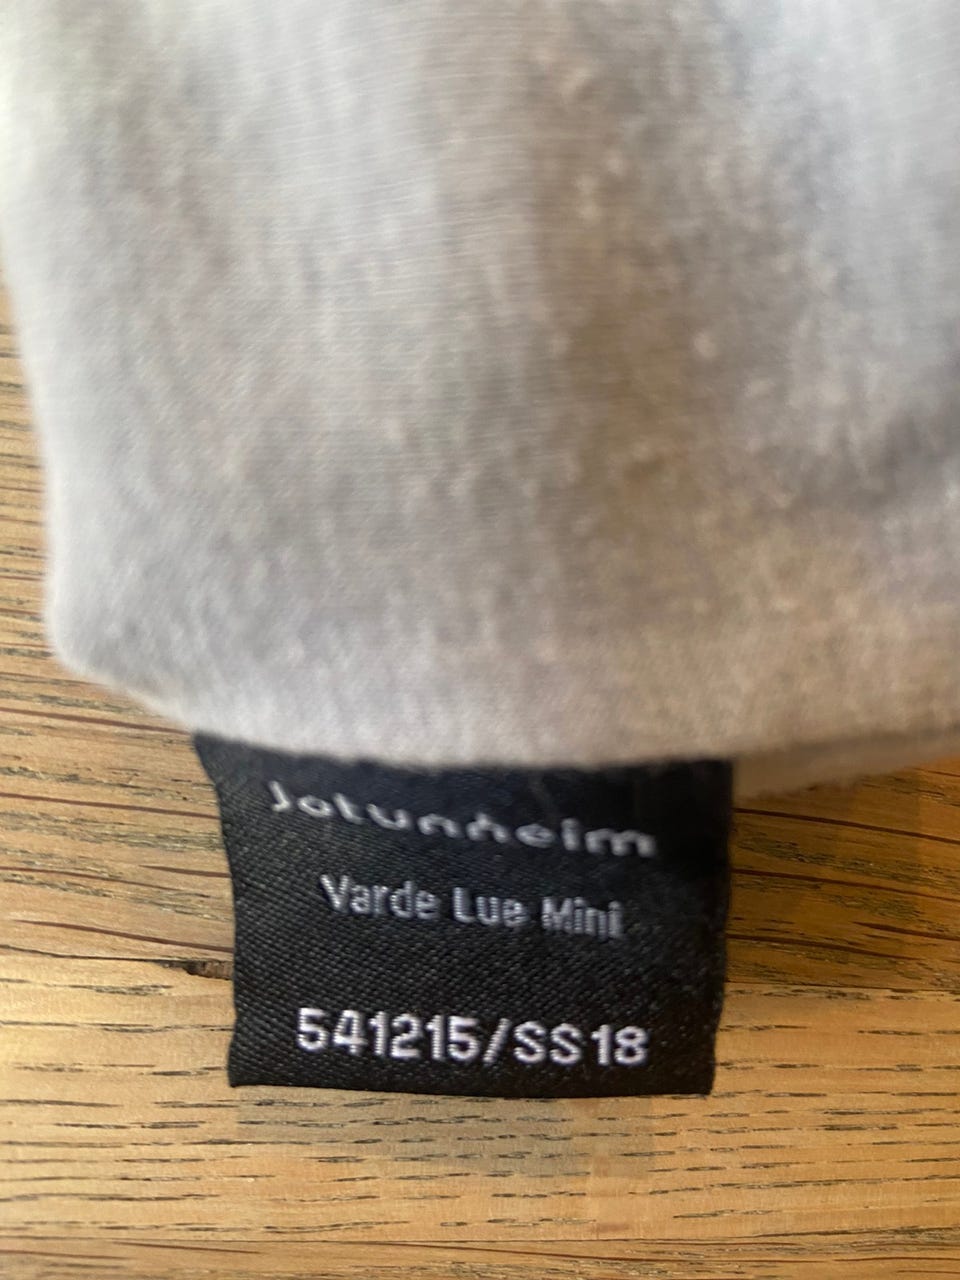 Jotunheim
Varde Lue Mini
541215/SS18